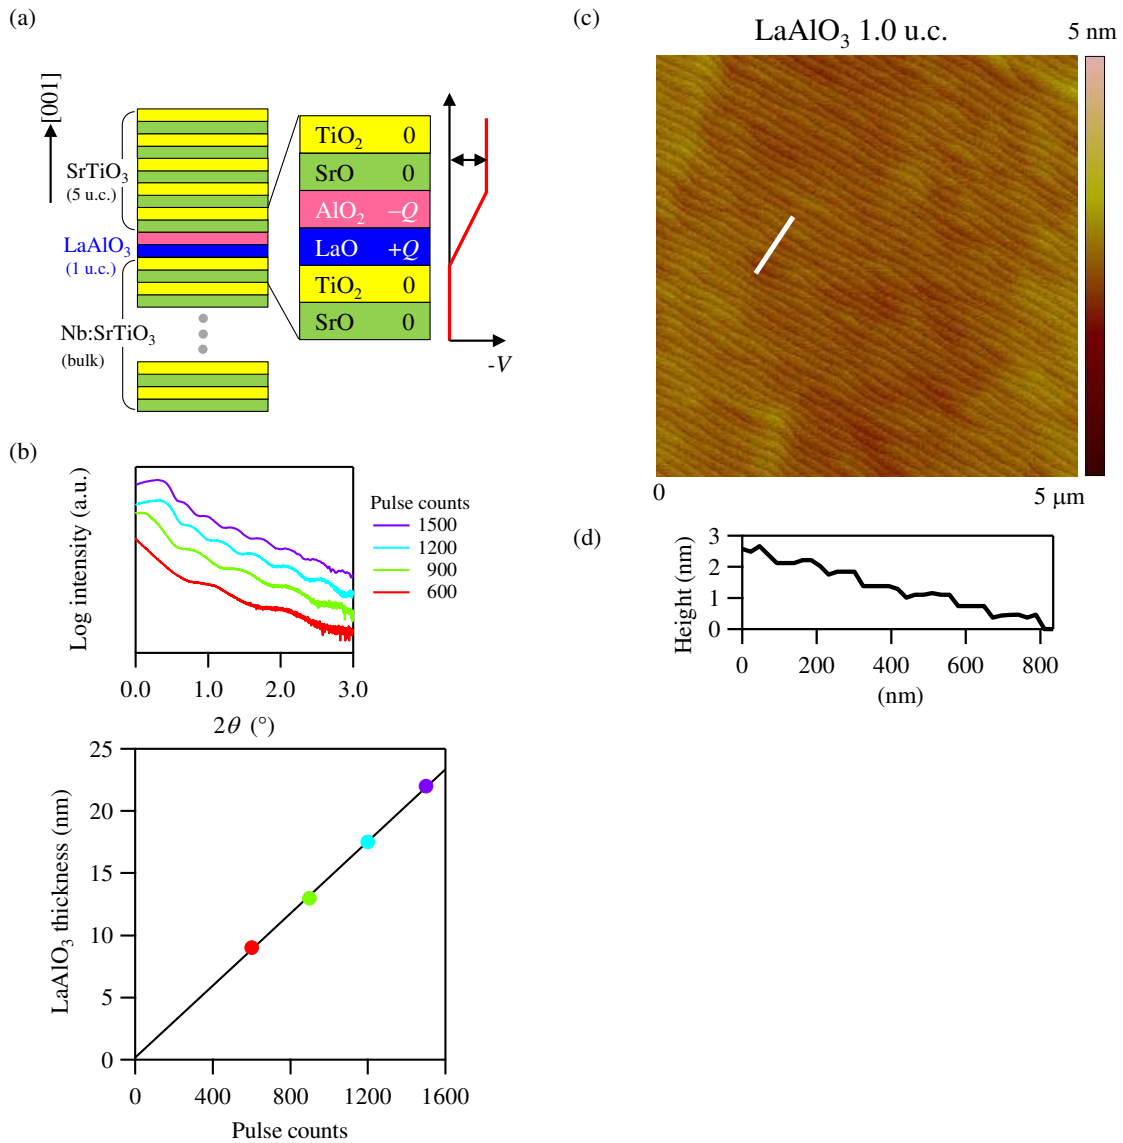 (a)
[001]
SrTiO3
(5 u.c.)
LaAlO3
(1 u.c.)
Nb:SrTiO3
(bulk)
TiO2 0
SrO 0
AlO2 –Q
LaO +Q
TiO2 0
SrO 0
-V
(b)
Log intensity (a.u.)
0.0 1.0 2.0 3.0
2θ (°)
Pulse counts
1500
1200
900
600
LaAlO3 thickness (nm)
25
20
15
10
5
0
0 400 800 1200 1600
Pulse counts
(c)
LaAlO3 1.0 u.c.
5 nm
0 5 μm
(d)
Height (nm)
3
2
1
0
0 200 400 600 800
(nm)